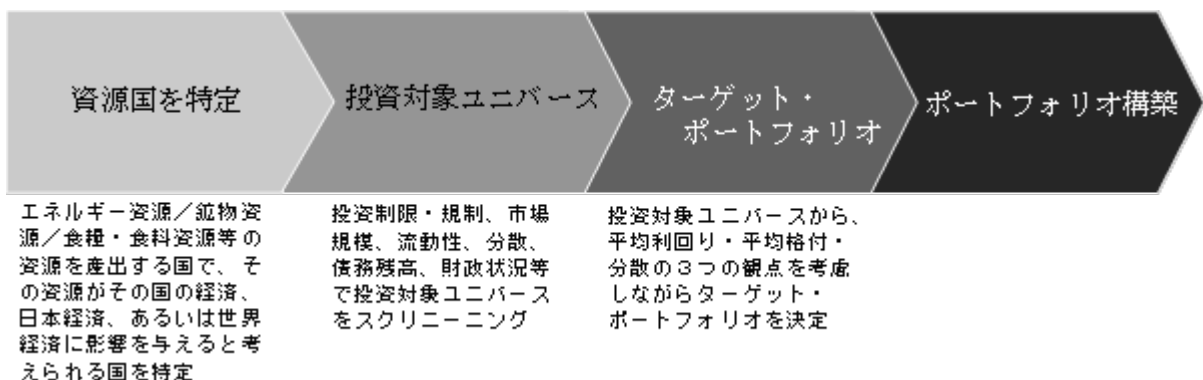 資源国を特定
投資対象ユニバース
ターゲット・
ポートフォリオ
ポートフォリオ構築
エネルギー資源／鉱物資
源／食糧・食料資源等の
資源を産出する国で、そ
の資源がその国の経済、
日本経済、あるいは世界
経済に影響を与えると考
えられる国を特定
投資制限・規制、市場
規模、流動性、分散、
債務残高、財政状況等
で投資対象ユニバース
をスクリーニング
投資対象ユニバースから、
平均利回り・平均格付・
分散の３つの観点を考慮
しながらターゲット・
ポートフォリオを決定